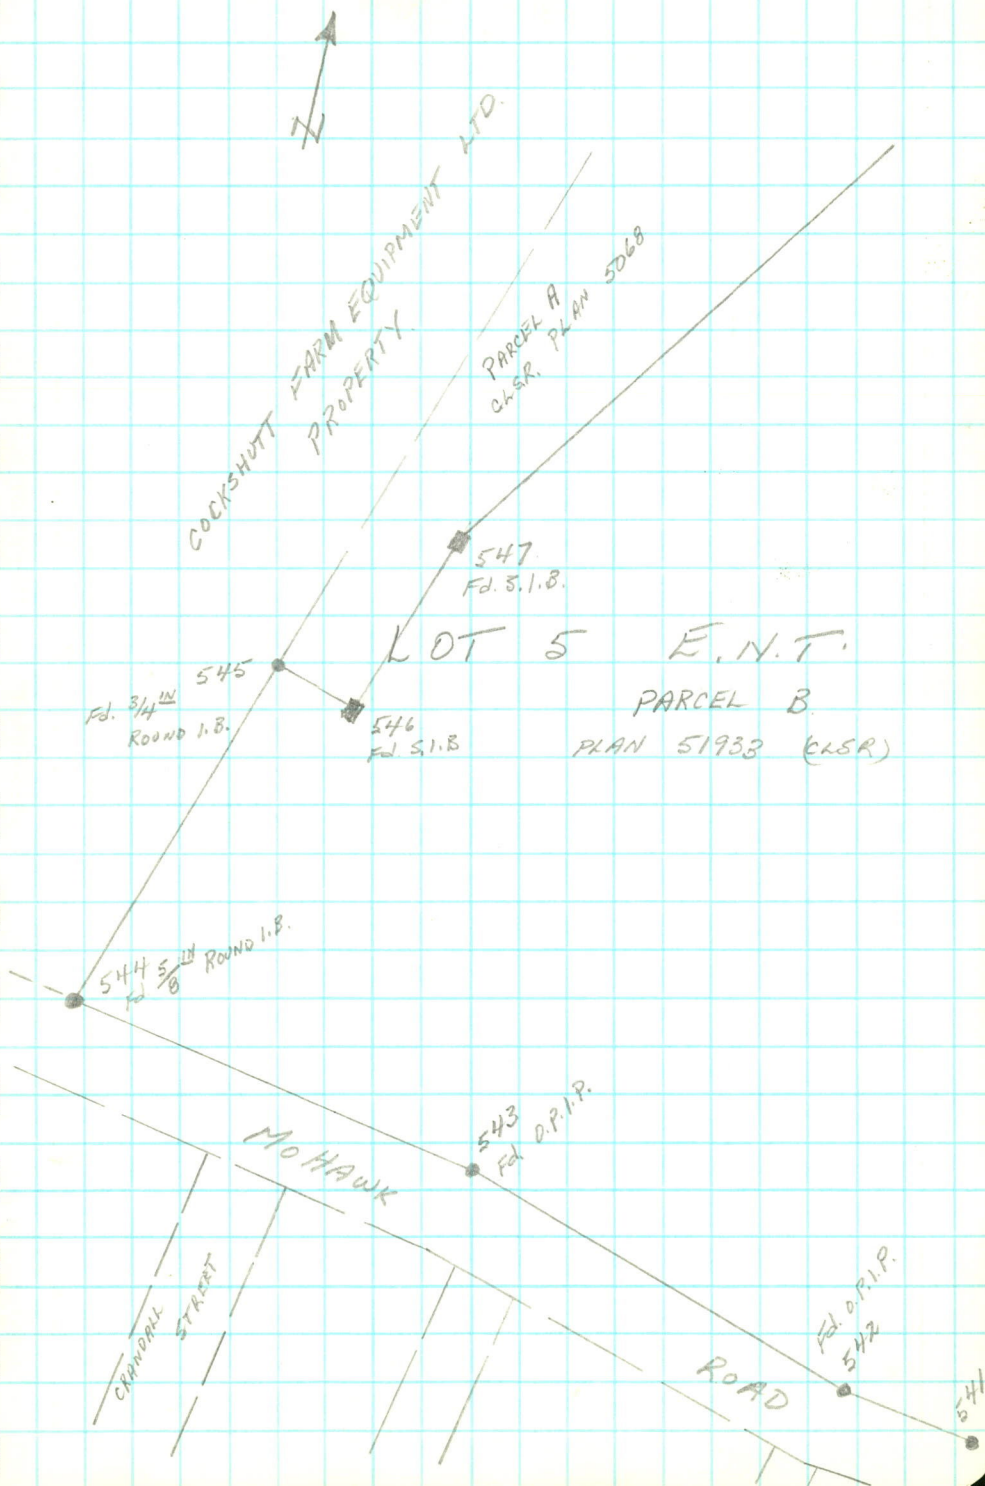 N
COCKSHUTT FARM EQUIPMENT LTD.
PROPERTY.
PARCEL A
CLSR. PLAN 5068
547
Fd. S.I.B.
LOT 5 E.N.T.
545
Fd. 3/4 IN
ROUND I.B.
546
Fd. S.I.B
PARCEL B
PLAN 51933 (CLSR)
544
Fd 5/8 IN ROUND I.B.
543
Fd. O.P.I.P.
MOHAWK
CRANDALL
STREET
Fd. O.P.I.P.
542
ROAD
541